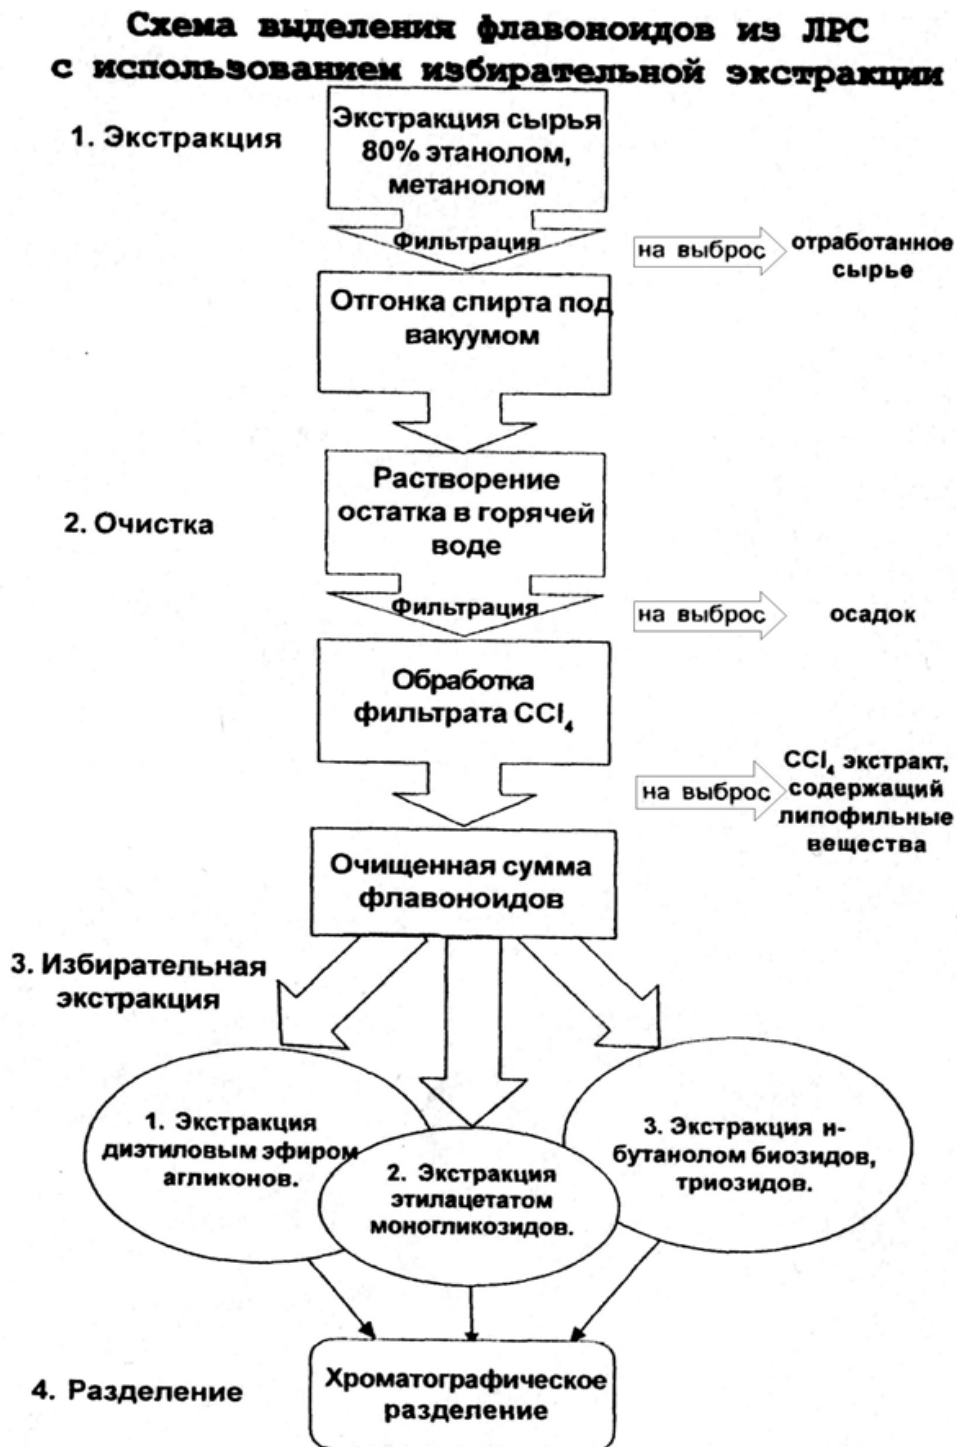 Схема выделения флавоноидов из ЛРС
с использованием избирательной экстракции
1. Экстракция
Экстракция сырья
80% этанолом,
метанолом
Фильтрация
на выброс
отработанное
сырье
Отгонка спирта под
вакуумом
2. Очистка
Растворение
остатка в горячей
воде
Фильтрация
на выброс
осадок
Обработка
фильтрата CCl₄
на выброс
CCl₄ экстракт,
содержащий
липофильные
вещества
Очищенная сумма
флавоноидов
3. Избирательная
экстракция
1. Экстракция
диэтиловым эфиром
агликонов.
2. Экстракция
этилацетатом
моногликозидов.
3. Экстракция н-
бутанолом биозидов,
триозидов.
4. Разделение
Хроматографическое
разделение